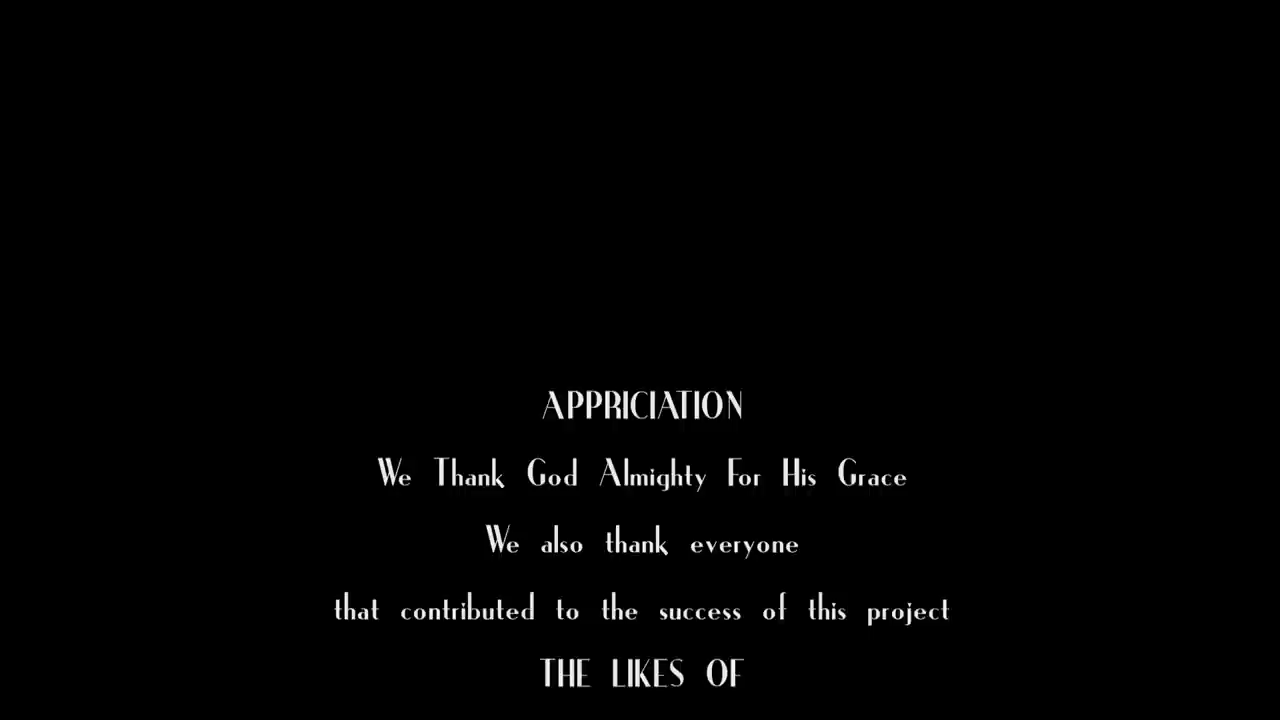 APPRICIATION
We Thank God Almighty For His Grace
We also thank everyone
that contributed to the success of this project
THE LIKES OF